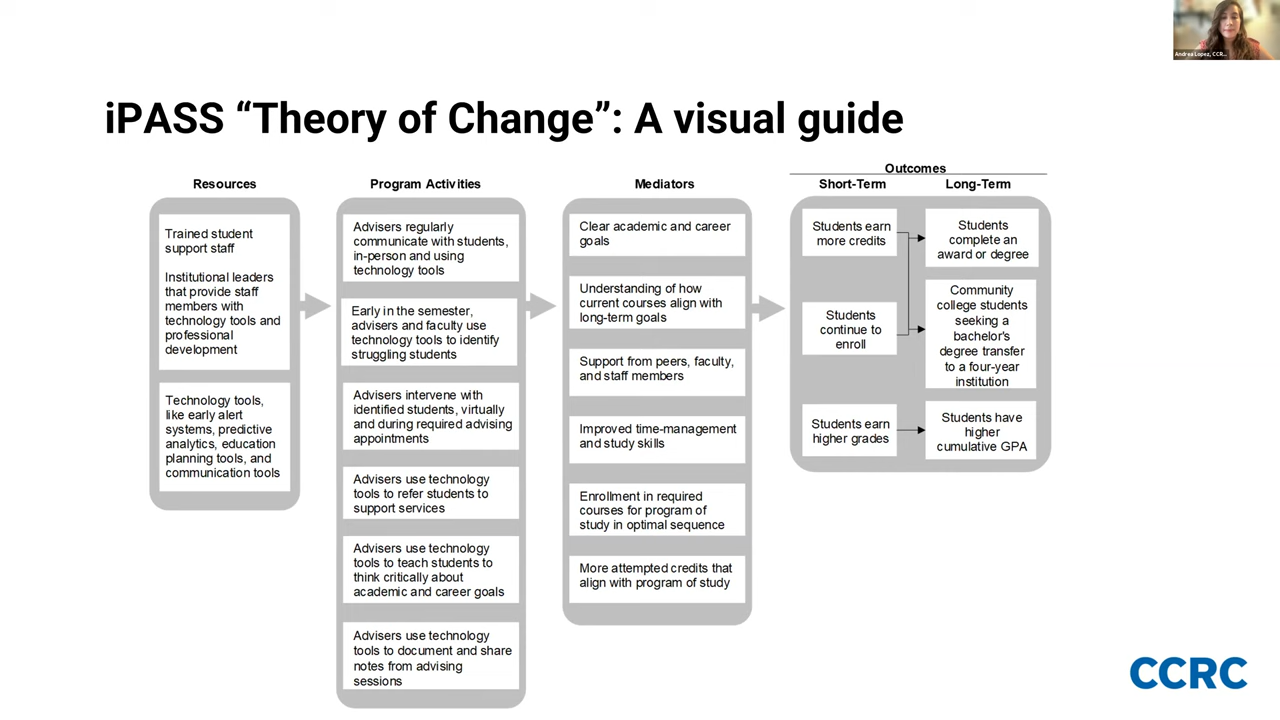 Andrea Lopez, CCR...
iPASS “Theory of Change”: A visual guide
Resources
Trained student
support staff
Institutional leaders
that provide staff
members with
technology tools and
professional
development
Technology tools,
like early alert
systems, predictive
analytics, education
planning tools, and
communication tools
Program Activities
Advisers regularly
communicate with students,
in-person and using
technology tools
Early in the semester,
advisers and faculty use
technology tools to identify
struggling students
Advisers intervene with
identified students, virtually
and during required advising
appointments
Advisers use technology
tools to refer students to
support services
Advisers use technology
tools to teach students to
think critically about
academic and career goals
Advisers use technology
tools to document and share
notes from advising
sessions
Mediators
Clear academic and career
goals
Understanding of how
current courses align with
long-term goals
Support from peers, faculty,
and staff members
Improved time-management
and study skills
Enrollment in required
courses for program of
study in optimal sequence
More attempted credits that
align with program of study
Outcomes
Short-Term
Students earn
more credits
Students
continue to
enroll
Students earn
higher grades
Long-Term
Students
complete an
award or degree
Community
college students
seeking a
bachelor's
degree transfer
to a four-year
institution
Students have
higher
cumulative GPA
CCRC